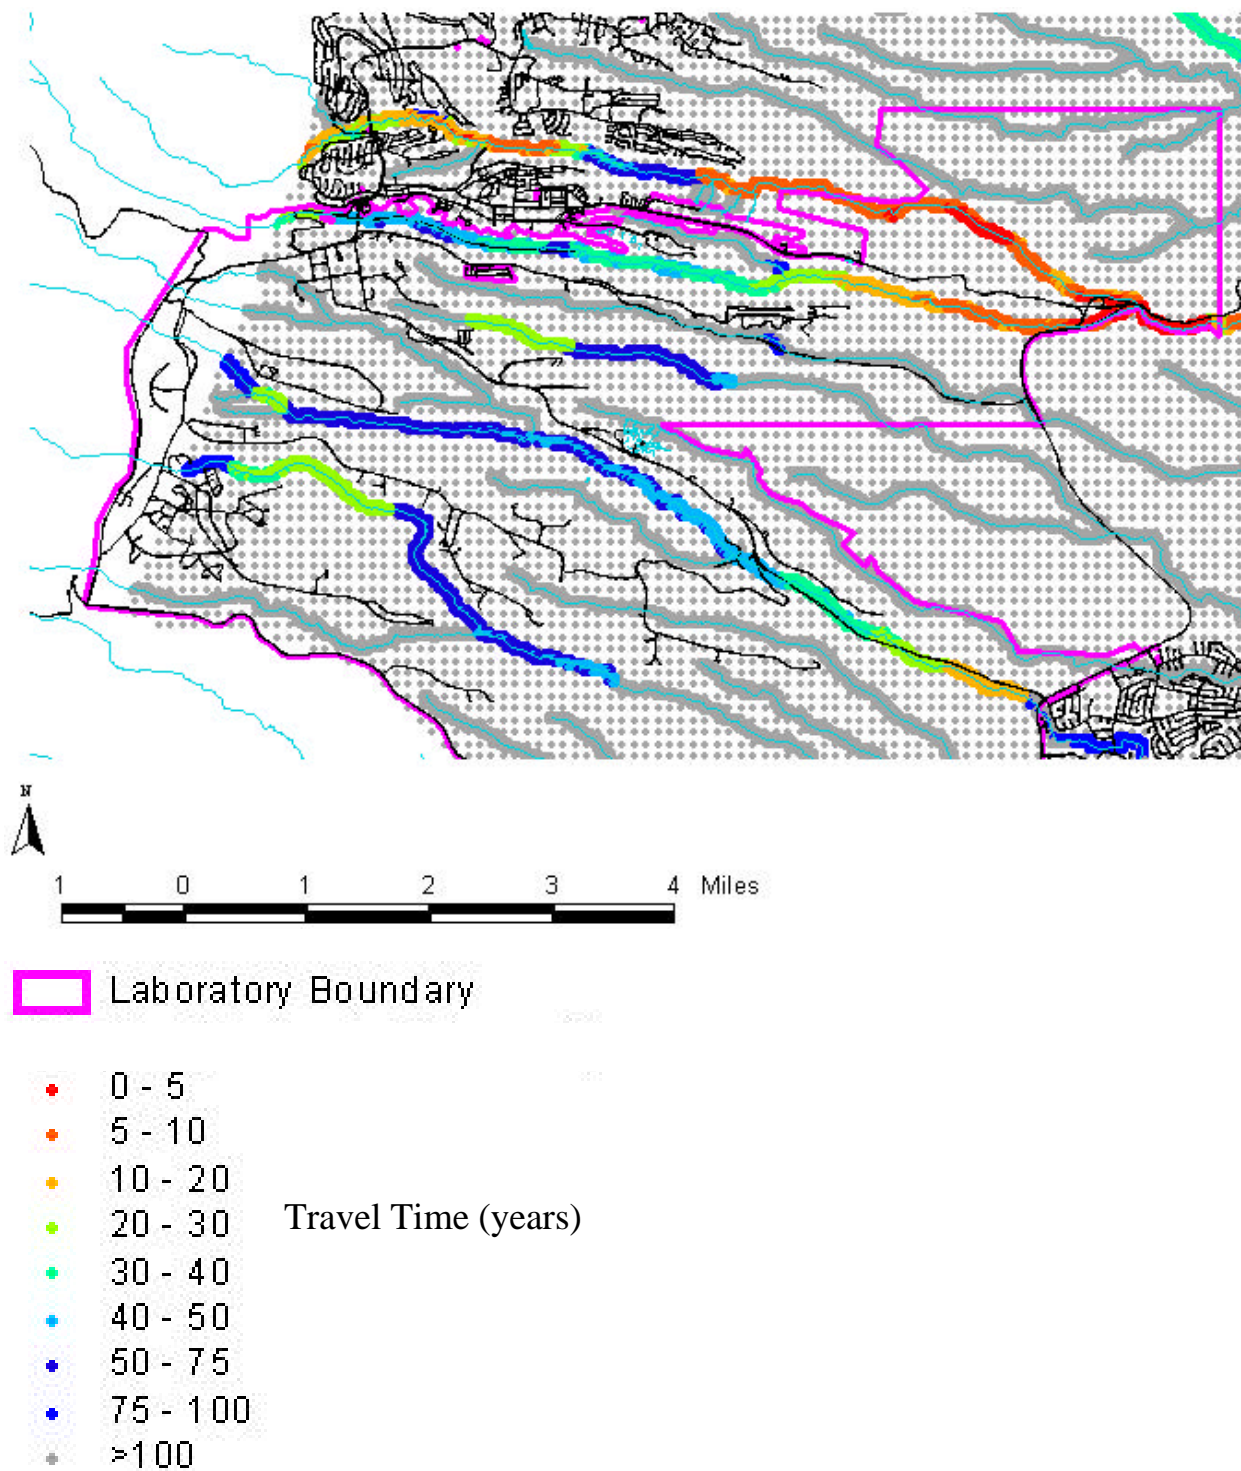 N
1 0 1 2 3 4 Miles
Laboratory Boundary
0 - 5
5 - 10
10 - 20
20 - 30
Travel Time (years)
30 - 40
40 - 50
50 - 75
75 - 100
>100